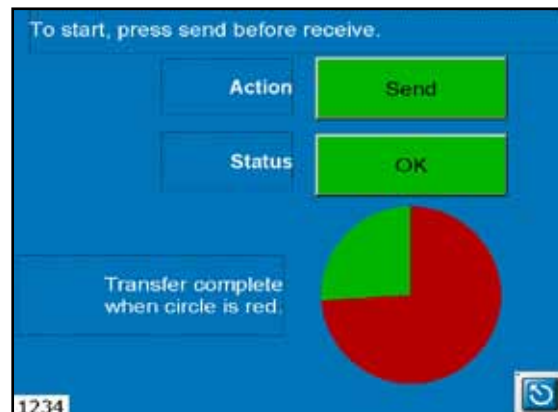 To start, press send before receive.
Action
Send
Status
OK
Transfer complete
when circle is red.
1234